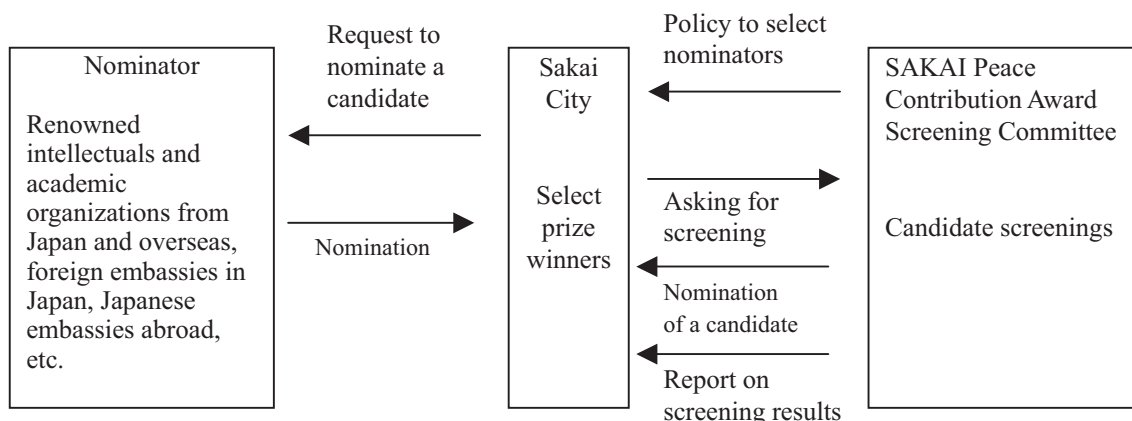 Nominator
Renowned
intellectuals and
academic
organizations from
Japan and overseas,
foreign embassies in
Japan, Japanese
embassies abroad,
etc.
Request to
nominate a
candidate
Nomination
Sakai
City
Select
prize
winners
Policy to select
nominators
Asking for
screening
Nomination
of a candidate
Report on
screening results
SAKAI Peace
Contribution Award
Screening Committee
Candidate screenings